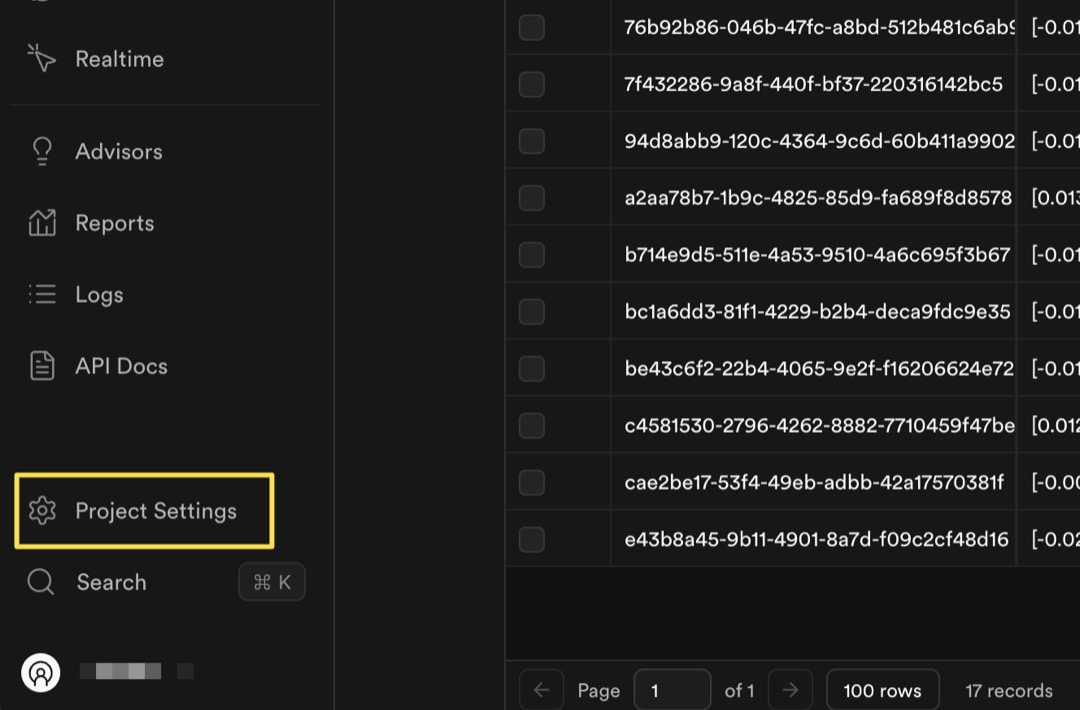 Realtime
Advisors
Reports
Logs
API Docs
Project Settings
Search ⌘ K
76b92b86-046b-47fc-a8bd-512b481c6ab9 [-0.01
7f432286-9a8f-440f-bf37-220316142bc5 [-0.01
94d8abb9-120c-4364-9c6d-60b411a9902 [-0.01
a2aa78b7-1b9c-4825-85d9-fa689f8d8578 [0.013
b714e9d5-511e-4a53-9510-4a6c695f3b67 [-0.01
bc1a6dd3-81f1-4229-b2b4-deca9fdc9e35 [-0.01
be43c6f2-22b4-4065-9e2f-f16206624e72 [-0.01
c4581530-2796-4262-8882-7710459f47be [0.012
cae2be17-53f4-49eb-adbb-42a17570381f [-0.00
e43b8a45-9b11-4901-8a7d-f09c2cf48d16 [-0.02
Page 1 of 1 100 rows 17 records